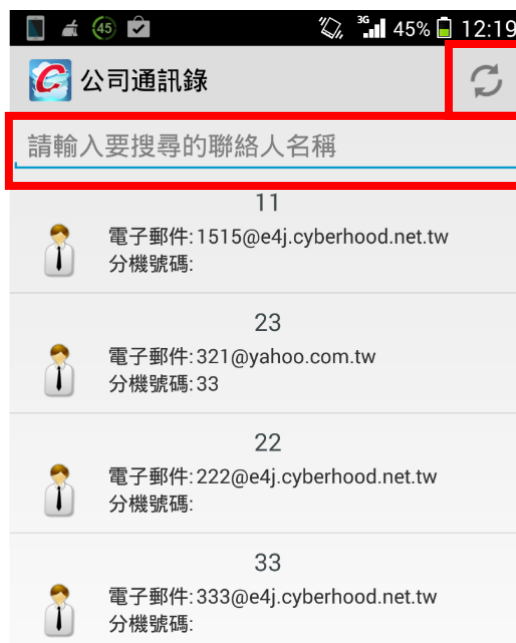 45 3G 45% 12:19
C 公司通訊錄
請輸入要搜尋的聯絡人名稱
11
電子郵件:1515@e4j.cyberhood.net.tw
分機號碼:
23
電子郵件:321@yahoo.com.tw
分機號碼:33
22
電子郵件:222@e4j.cyberhood.net.tw
分機號碼:
33
電子郵件:333@e4j.cyberhood.net.tw
分機號碼: